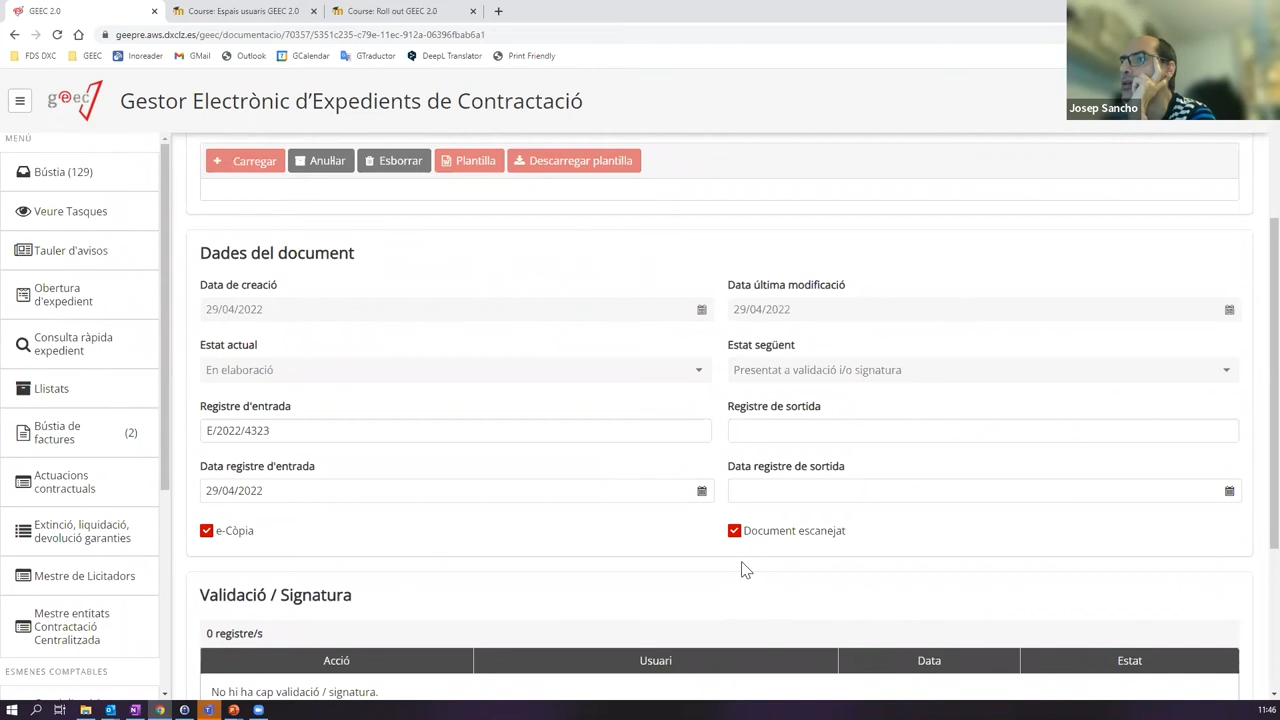 GEEC 2.0
Course: Espais usuaris GEEC 2.0
Course: Roll out GEEC 2.0
geepre.aws.dxclz.es/geec/documentacio/70357/5351c235-c79e-11ec-912a-06396fbab6a1
FDS DXC
GEEC
Inoreader
GMail
Outlook
GCalendar
GTraductor
DeepL Translator
Print Friendly
Josep Sancho
geec
Gestor Electrònic d'Expedients de Contractació
MENÚ
Bústia (129)
Veure Tasques
Tauler d'avisos
Obertura
d'expedient
Consulta ràpida
expedient
Llistats
Bústia de
factures
(2)
Actuacions
contractuals
Extinció, liquidació,
devolució garanties
Mestre de Licitadors
Mestre entitats
Contractació
Centralitzada
ESMENES COMPTABLES
+ Carregar
Anul·lar
Esborrar
Plantilla
Descarregar plantilla
Dades del document
Data de creació
Data última modificació
29/04/2022
29/04/2022
Estat actual
Estat següent
En elaboració
Presentat a validació i/o signatura
Registre d'entrada
Registre de sortida
E/2022/4323
Data registre d'entrada
Data registre de sortida
29/04/2022
e-Còpia
Document escanejat
Validació / Signatura
0 registre/s
Acció
Usuari
Data
Estat
No hi ha cap validació / signatura.
11:46